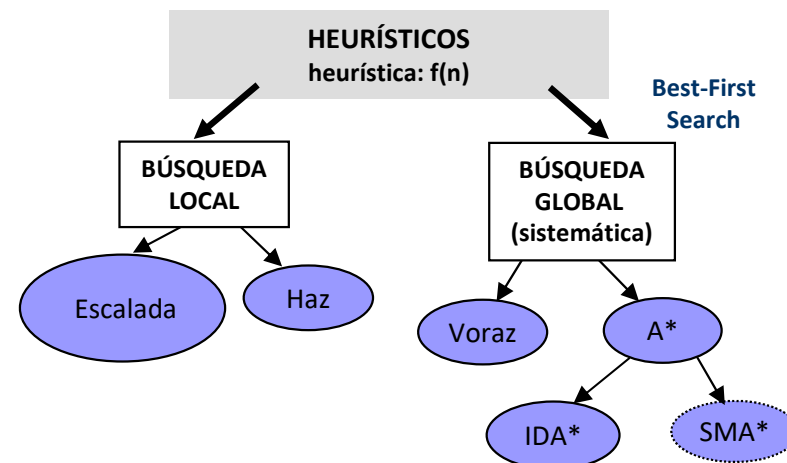 HEURÍSTICOS
heurística: f(n)
Best-First
Search
BÚSQUEDA
LOCAL
BÚSQUEDA
GLOBAL
(sistemática)
Escalada
Haz
Voraz
A*
IDA*
SMA*